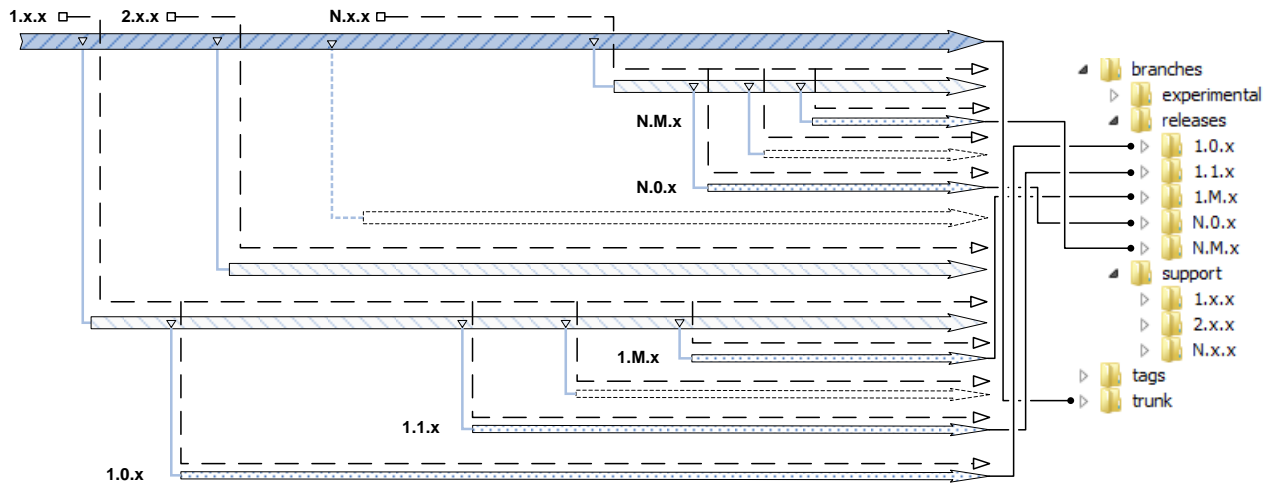 1.x.x
2.x.x
N.x.x
N.M.x
N.0.x
1.M.x
1.1.x
1.0.x
branches
experimental
releases
1.0.x
1.1.x
1.M.x
N.0.x
N.M.x
support
1.x.x
2.x.x
N.x.x
tags
trunk